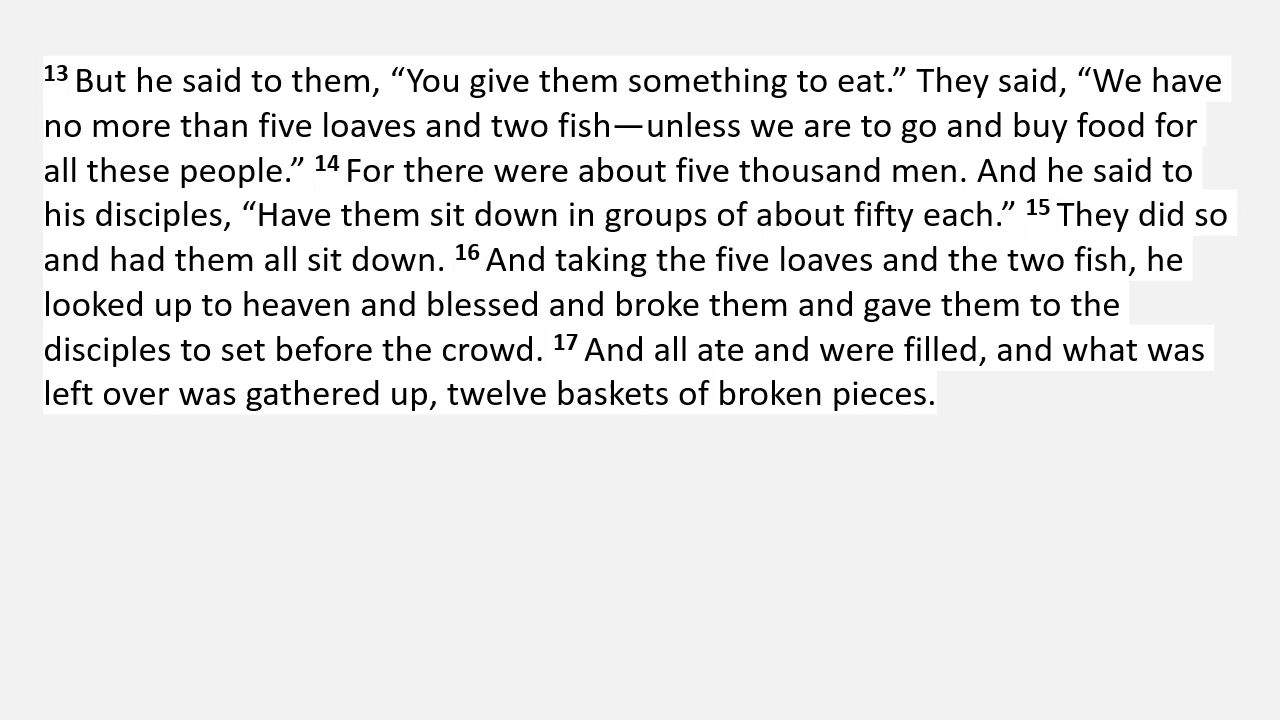 13 But he said to them, “You give them something to eat.” They said, “We have
no more than five loaves and two fish—unless we are to go and buy food for
all these people.” 14 For there were about five thousand men. And he said to
his disciples, “Have them sit down in groups of about fifty each.” 15 They did so
and had them all sit down. 16 And taking the five loaves and the two fish, he
looked up to heaven and blessed and broke them and gave them to the
disciples to set before the crowd. 17 And all ate and were filled, and what was
left over was gathered up, twelve baskets of broken pieces.